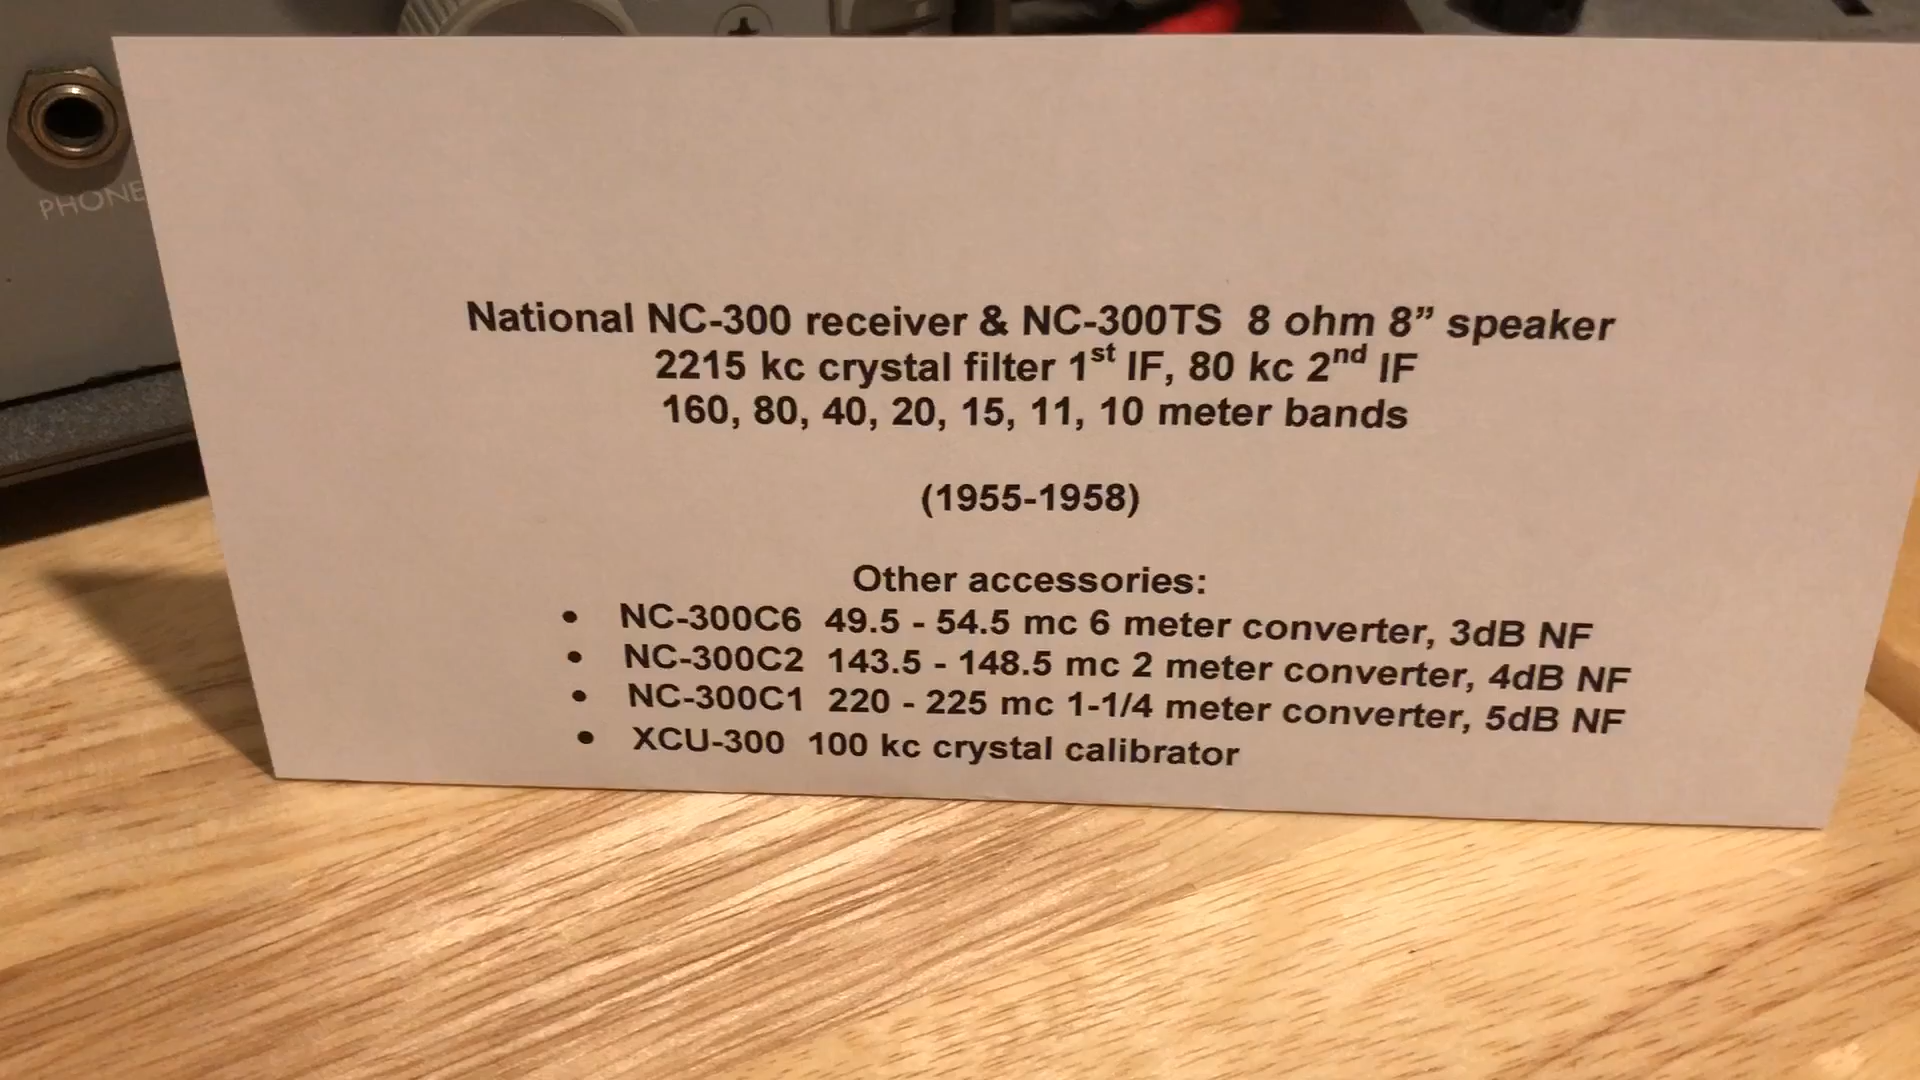 PHONE
National NC-300 receiver & NC-300TS 8 ohm 8” speaker
2215 kc crystal filter 1st IF, 80 kc 2nd IF
160, 80, 40, 20, 15, 11, 10 meter bands
(1955-1958)
Other accessories:
• NC-300C6 49.5 - 54.5 mc 6 meter converter, 3dB NF
• NC-300C2 143.5 - 148.5 mc 2 meter converter, 4dB NF
• NC-300C1 220 - 225 mc 1-1/4 meter converter, 5dB NF
• XCU-300 100 kc crystal calibrator